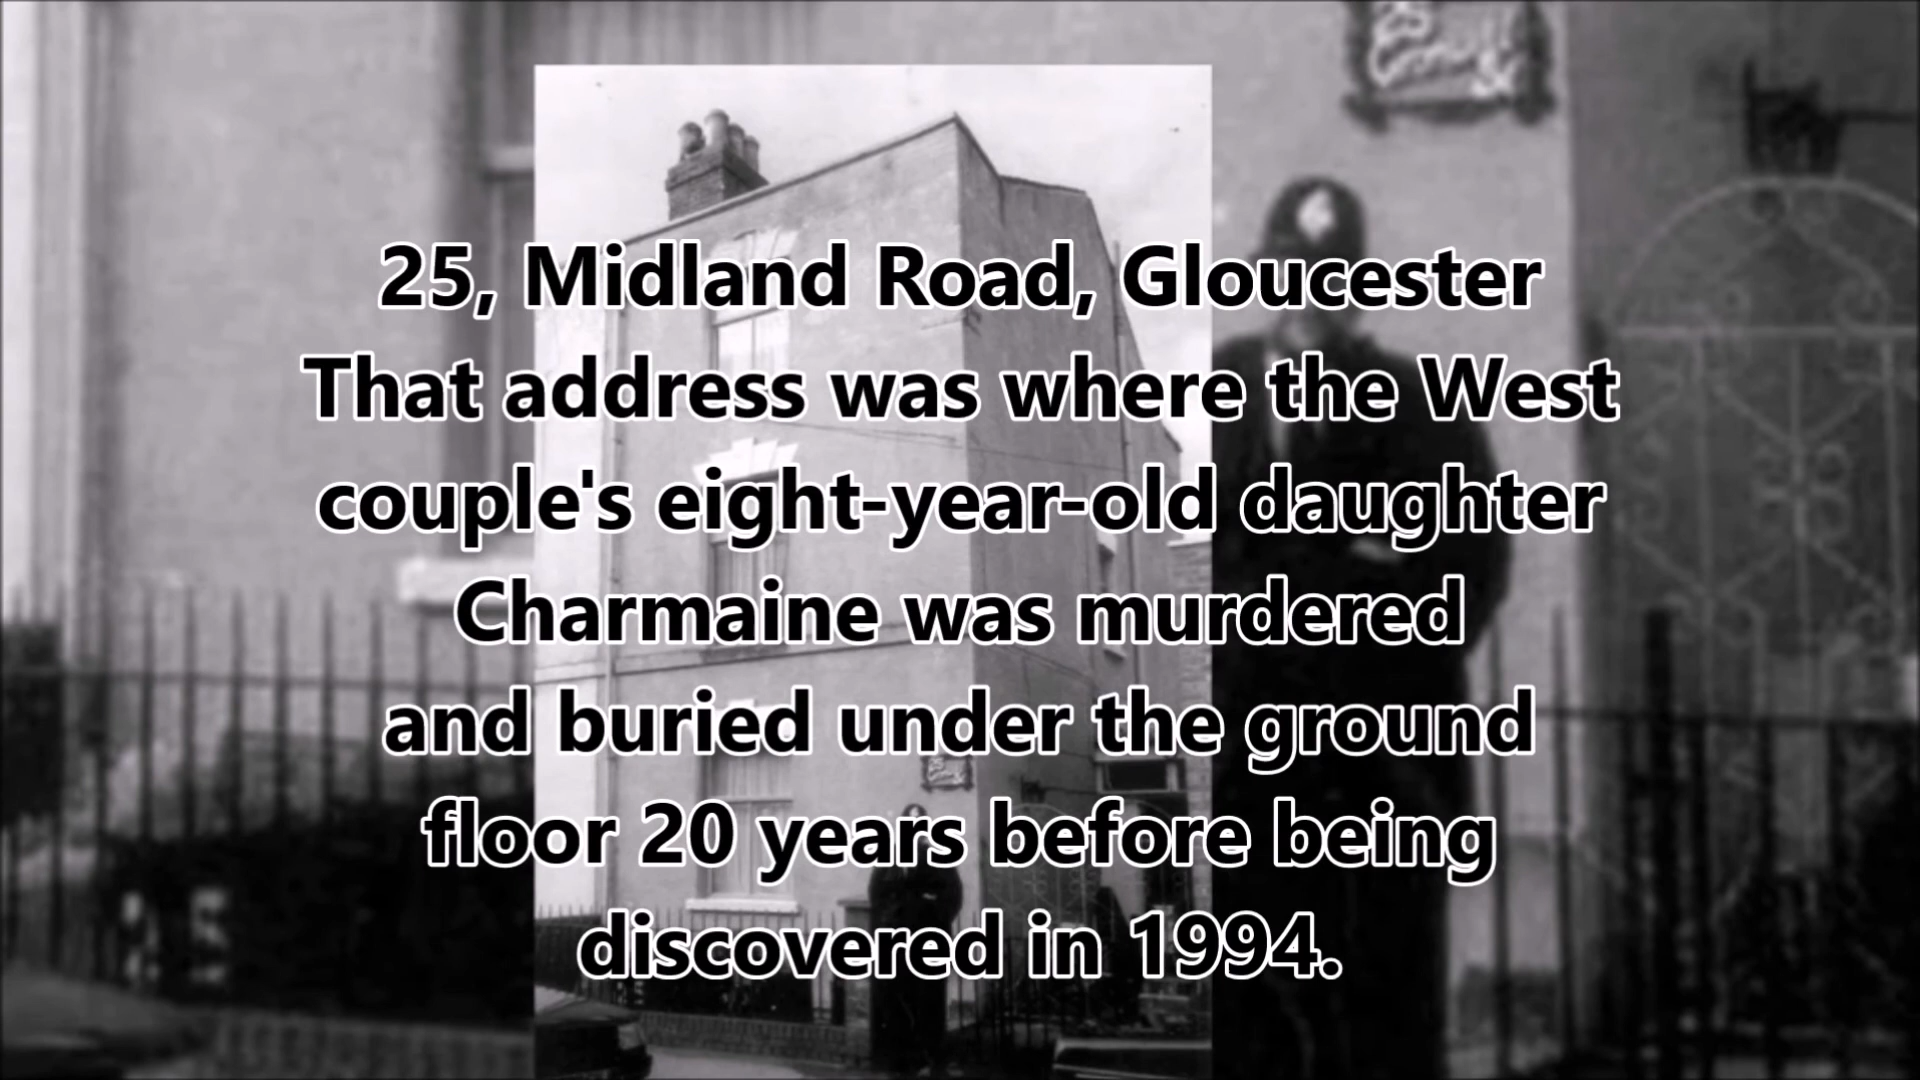 25, Midland Road, Gloucester
That address was where the West
couple's eight-year-old daughter
Charmaine was murdered
and buried under the ground
floor 20 years before being
discovered in 1994.